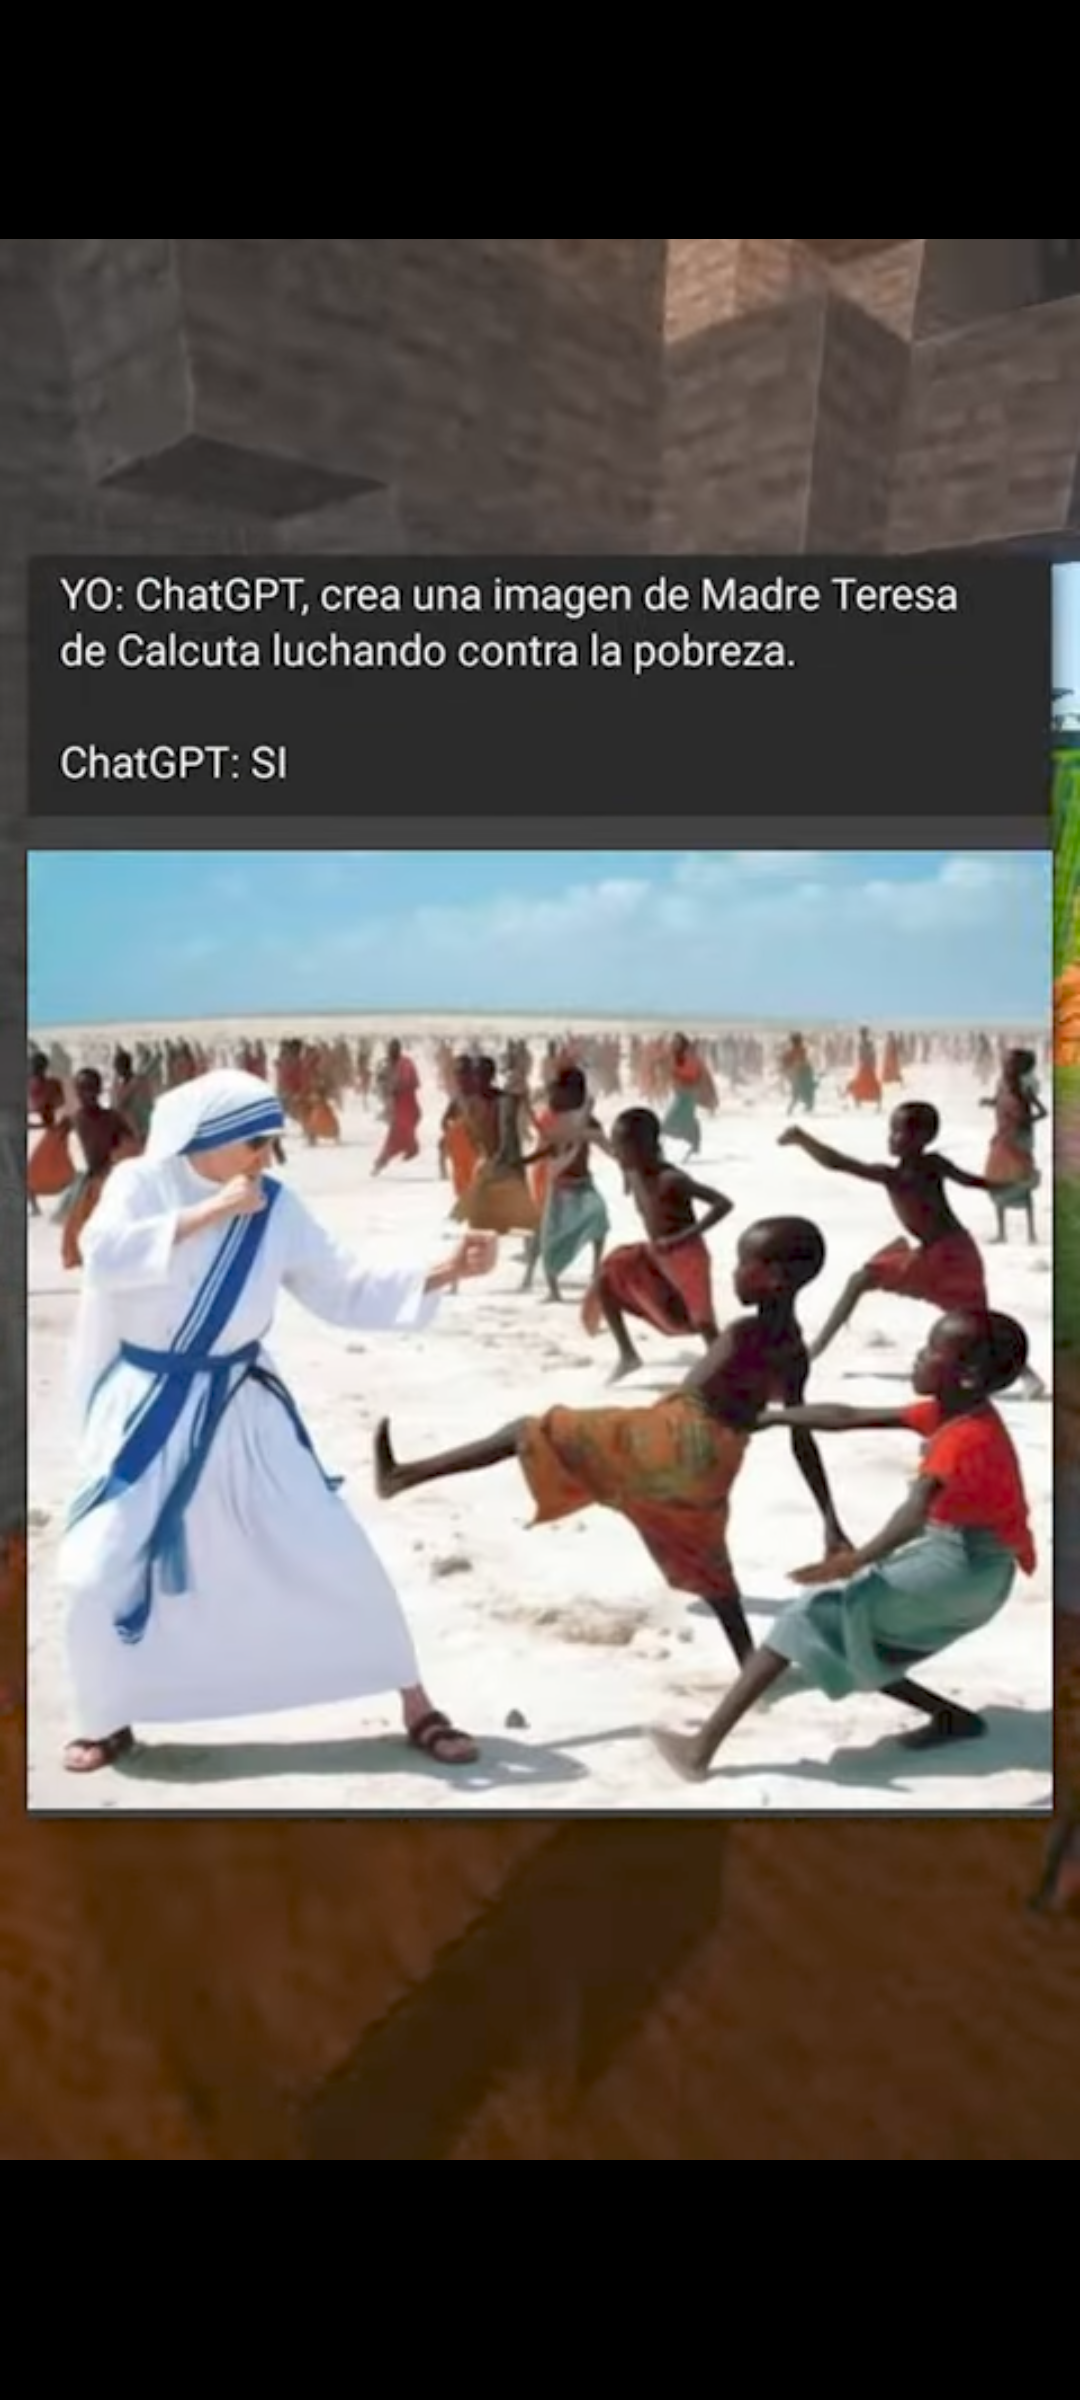 YO: ChatGPT, crea una imagen de Madre Teresa
de Calcuta luchando contra la pobreza.
ChatGPT: SI